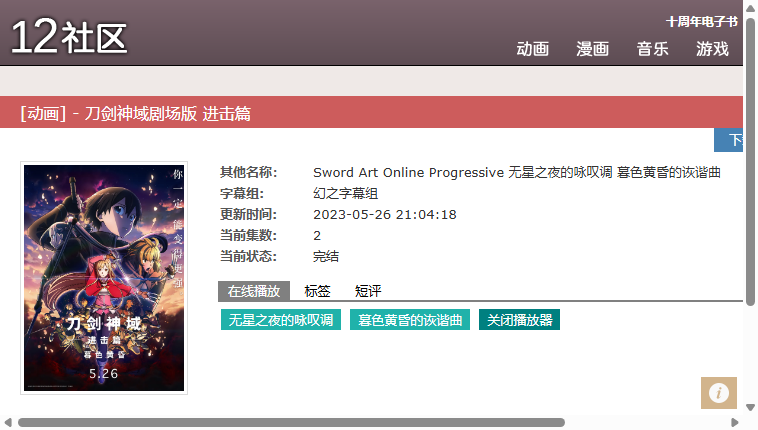 12社区
十周年电子书
动画 漫画 音乐 游戏
[动画] - 刀剑神域剧场版 进击篇
其他名称: Sword Art Online Progressive 无星之夜的咏叹调 暮色黄昏的诙谐曲
字幕组: 幻之字幕组
更新时间: 2023-05-26 21:04:18
当前集数: 2
当前状态: 完结
在线播放 标签 短评
无星之夜的咏叹调 暮色黄昏的诙谐曲 关闭播放器
你一定能变得更强
刀剑神域
进击篇
暮色黄昏
5.26